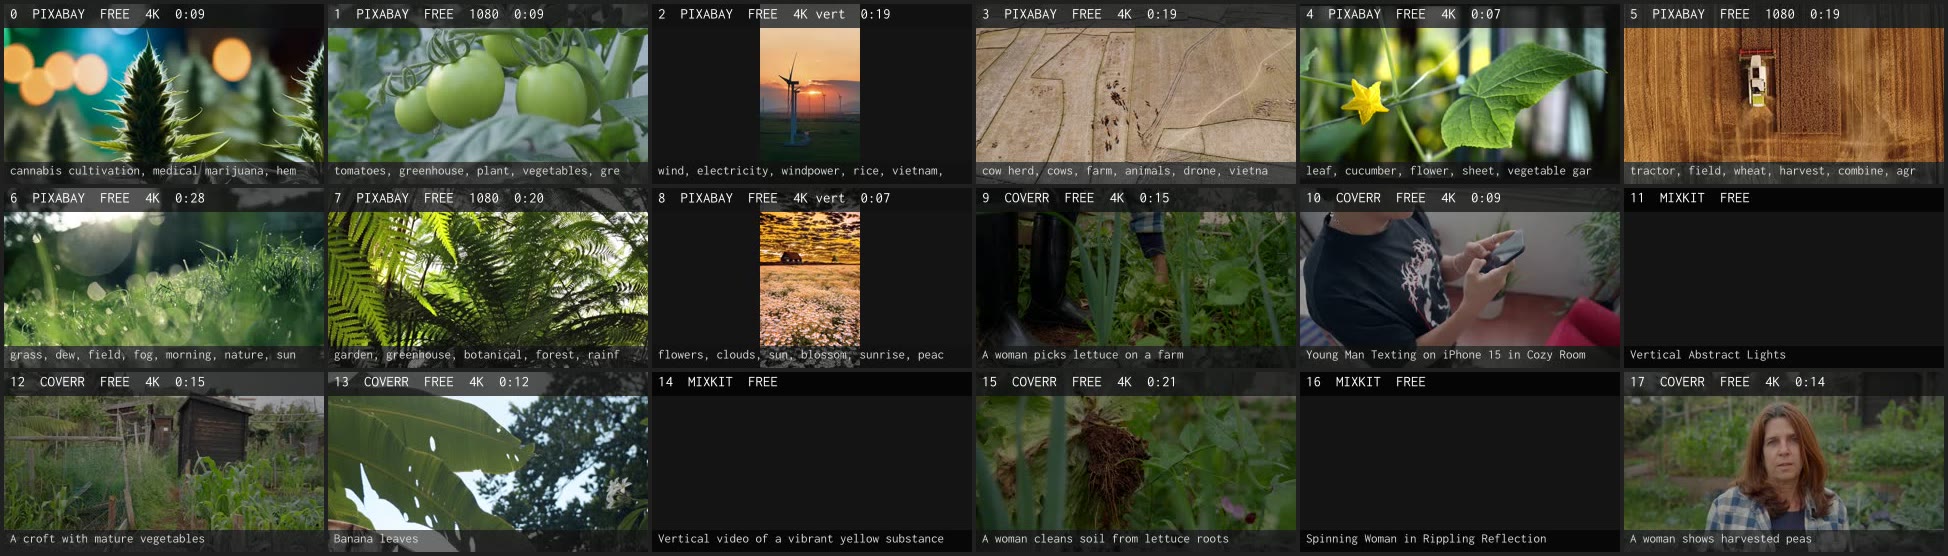 0 PIXABAY FREE 4K 0:09
cannabis cultivation, medical marijuana, hem
1 PIXABAY FREE 1080 0:09
tomatoes, greenhouse, plant, vegetables, gre
2 PIXABAY FREE 4K vert 0:19
wind, electricity, windpower, rice, vietnam,
3 PIXABAY FREE 4K 0:19
cow herd, cows, farm, animals, drone, vietna
4 PIXABAY FREE 4K 0:07
leaf, cucumber, flower, sheet, vegetable gar
5 PIXABAY FREE 1080 0:19
tractor, field, wheat, harvest, combine, agr
6 PIXABAY FREE 4K 0:28
grass, dew, field, fog, morning, nature, sun
7 PIXABAY FREE 1080 0:20
garden, greenhouse, botanical, forest, rainf
8 PIXABAY FREE 4K vert 0:07
flowers, clouds, sun, blossom, sunrise, peac
9 COVERR FREE 4K 0:15
A woman picks lettuce on a farm
10 COVERR FREE 4K 0:09
Young Man Texting on iPhone 15 in Cozy Room
11 MIXKIT FREE
Vertical Abstract Lights
12 COVERR FREE 4K 0:15
A croft with mature vegetables
13 COVERR FREE 4K 0:12
Banana leaves
14 MIXKIT FREE
Vertical video of a vibrant yellow substance
15 COVERR FREE 4K 0:21
A woman cleans soil from lettuce roots
16 MIXKIT FREE
Spinning Woman in Rippling Reflection
17 COVERR FREE 4K 0:14
A woman shows harvested peas